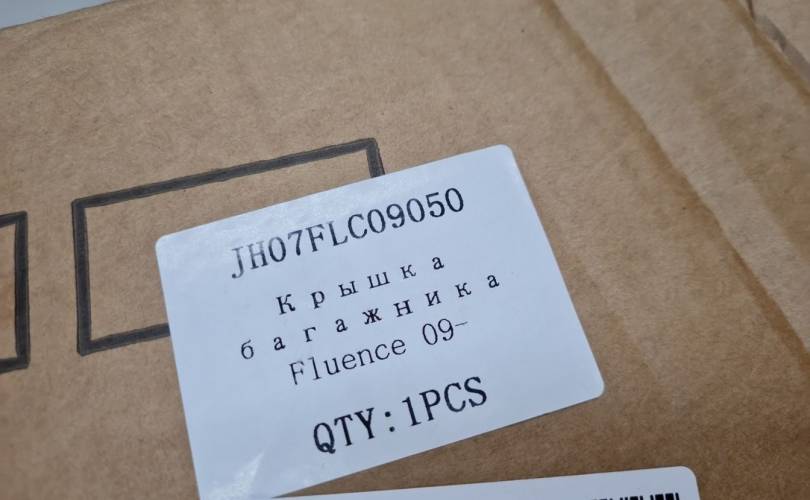 JH07FLC09050
Крышка
багажника
Fluence 09-
QTY:1PCS